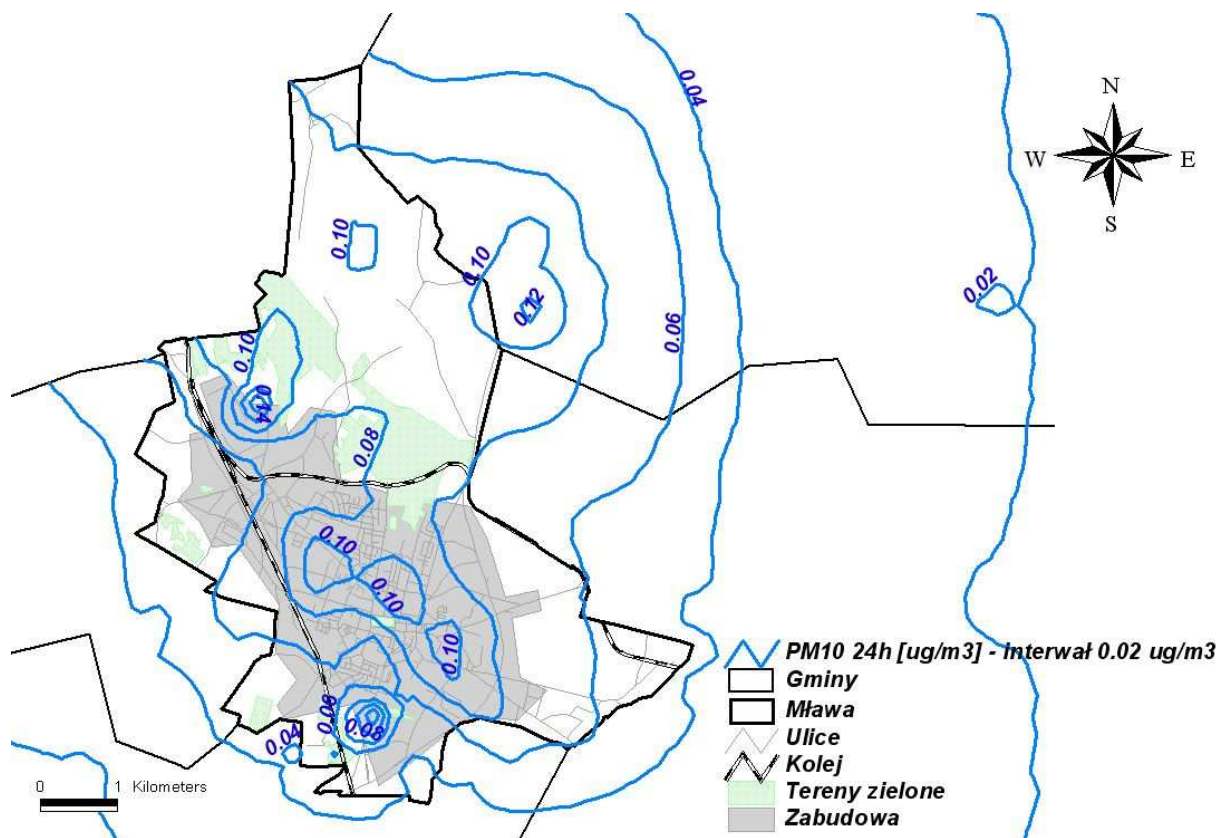 0.04
N
W E
S
0.10
0.10
0.02
0.12
0.06
0.10
0.14
0.08
0.10
0.10
0.10
0.08
0.08
0.04
PM10 24h [ug/m3] - interwał 0.02 ug/m3
Gminy
Mława
Ulice
Kolej
Tereny zielone
Zabudowa
0 1 Kilometers